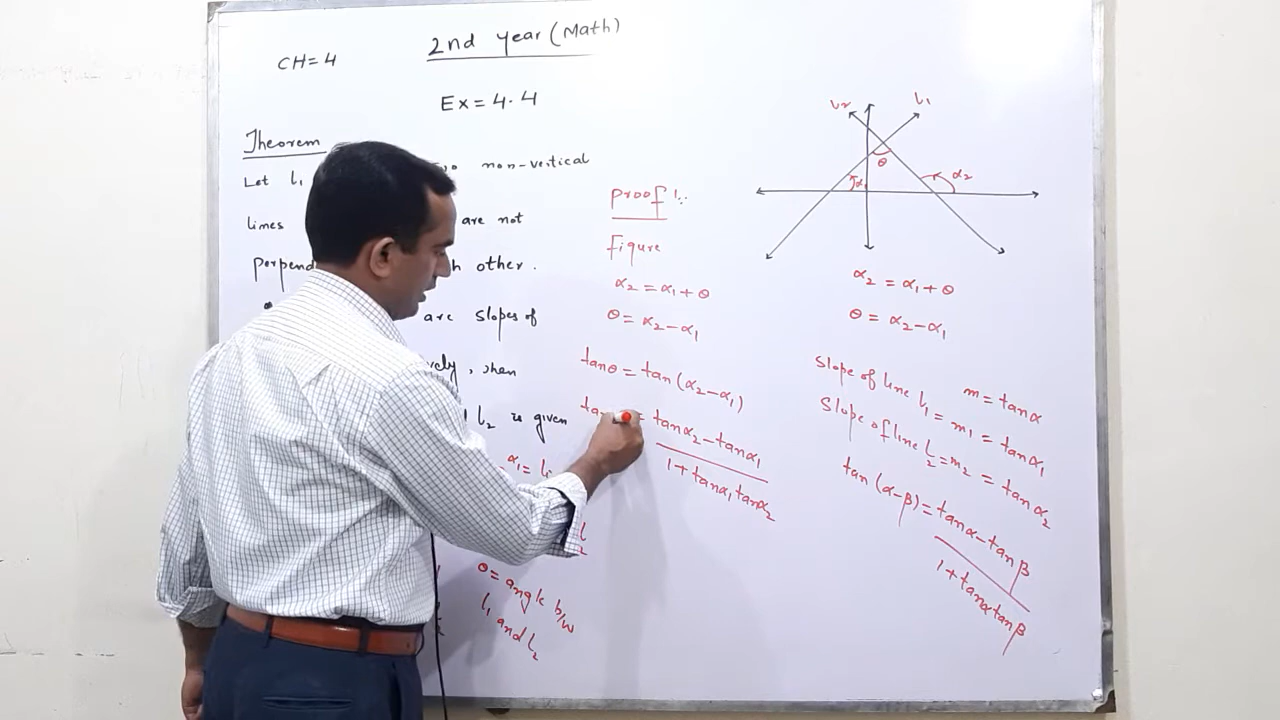 2nd year (Math)
CH = 4
Ex = 4.4
Theorem
Let l₁ non-vertical
lines are not
other.
are slopes of
, then
l₂ is given
α₁ =
l₂
θ = angle b/w
l₁ and l₂
Proof :.
Figure
α₂ = α₁ + θ
θ = α₂ - α₁
tanθ = tan(α₂ - α₁)
= tanα₂ - tanα₁
1 + tanα₁ tanα₂
l₂ l₁
θ
α₂
α₂ = α₁ + θ
θ = α₂ - α₁
m = tanα
Slope of line l₁ = m₁ = tanα₁
Slope of line l₂ = m₂ = tanα₂
tan(α - β) = tanα - tanβ
1 + tanα tanβ